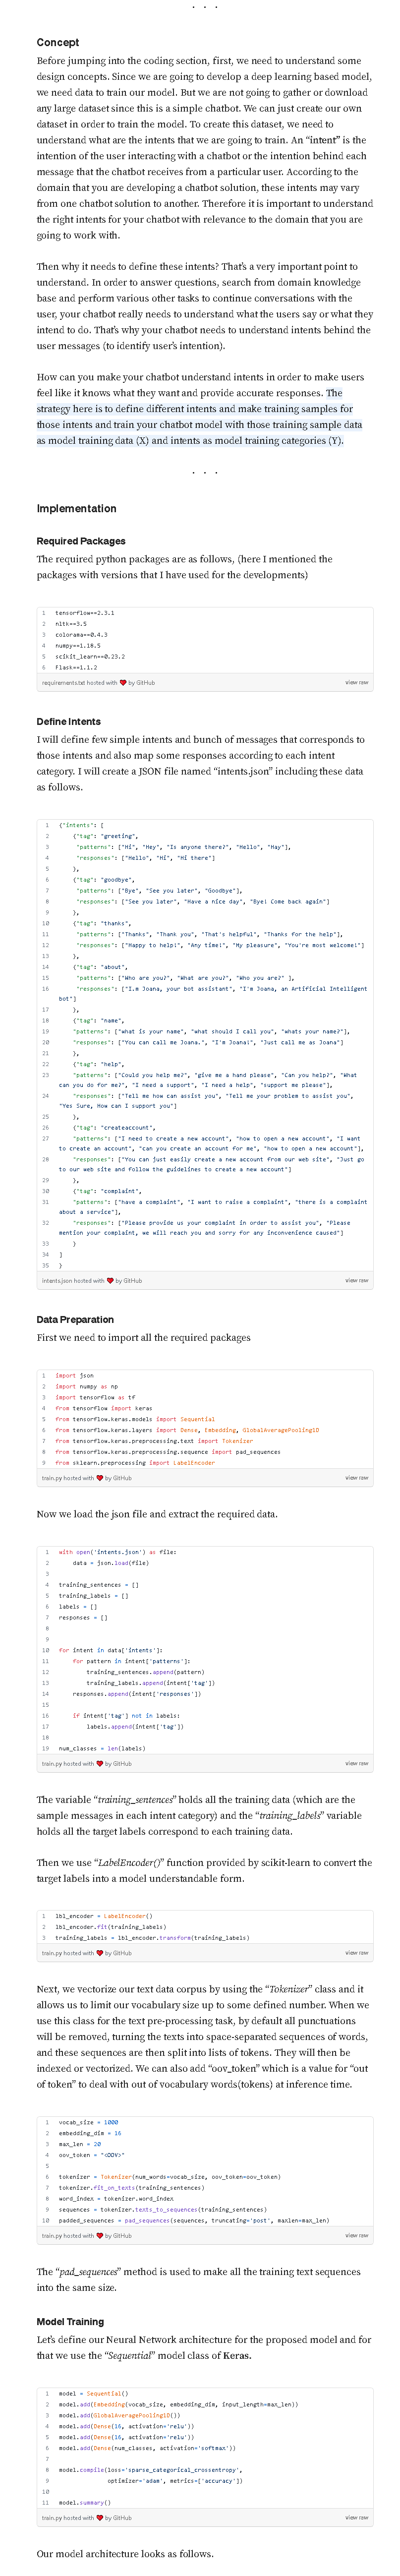 . . .
Concept
Before jumping into the coding section, first, we need to understand some
design concepts. Since we are going to develop a deep learning based model,
we need data to train our model. But we are not going to gather or download
any large dataset since this is a simple chatbot. We can just create our own
dataset in order to train the model. To create this dataset, we need to
understand what are the intents that we are going to train. An “intent” is the
intention of the user interacting with a chatbot or the intention behind each
message that the chatbot receives from a particular user. According to the
domain that you are developing a chatbot solution, these intents may vary
from one chatbot solution to another. Therefore it is important to understand
the right intents for your chatbot with relevance to the domain that you are
going to work with.
Then why it needs to define these intents? That’s a very important point to
understand. In order to answer questions, search from domain knowledge
base and perform various other tasks to continue conversations with the
user, your chatbot really needs to understand what the users say or what they
intend to do. That’s why your chatbot needs to understand intents behind the
user messages (to identify user’s intention).
How can you make your chatbot understand intents in order to make users
feel like it knows what they want and provide accurate responses. The
strategy here is to define different intents and make training samples for
those intents and train your chatbot model with those training sample data
as model training data (X) and intents as model training categories (Y).
. . .
Implementation
Required Packages
The required python packages are as follows, (here I mentioned the
packages with versions that I have used for the developments)
1 tensorflow==2.3.1
2 nltk==3.5
3 colorama==0.4.3
4 numpy==1.18.5
5 scikit_learn==0.23.2
6 Flask==1.1.2
requirements.txt hosted with ❤ by GitHub view raw
Define Intents
I will define few simple intents and bunch of messages that corresponds to
those intents and also map some responses according to each intent
category. I will create a JSON file named “intents.json” including these data
as follows.
1 {"intents": [
2 {"tag": "greeting",
3 "patterns": ["Hi", "Hey", "Is anyone there?", "Hello", "Hay"],
4 "responses": ["Hello", "Hi", "Hi there"]
5 },
6 {"tag": "goodbye",
7 "patterns": ["Bye", "See you later", "Goodbye"],
8 "responses": ["See you later", "Have a nice day", "Bye! Come back again"]
9 },
10 {"tag": "thanks",
11 "patterns": ["Thanks", "Thank you", "That's helpful", "Thanks for the help"],
12 "responses": ["Happy to help!", "Any time!", "My pleasure", "You're most welcome!"]
13 },
14 {"tag": "about",
15 "patterns": ["Who are you?", "What are you?", "Who you are?" ],
16 "responses": ["I.m Joana, your bot assistant", "I'm Joana, an Artificial Intelligent
bot"]
17 },
18 {"tag": "name",
19 "patterns": ["what is your name", "what should I call you", "whats your name?"],
20 "responses": ["You can call me Joana.", "I'm Joana!", "Just call me as Joana"]
21 },
22 {"tag": "help",
23 "patterns": ["Could you help me?", "give me a hand please", "Can you help?", "What
can you do for me?", "I need a support", "I need a help", "support me please"],
24 "responses": ["Tell me how can assist you", "Tell me your problem to assist you",
"Yes Sure, How can I support you"]
25 },
26 {"tag": "createaccount",
27 "patterns": ["I need to create a new account", "how to open a new account", "I want
to create an account", "can you create an account for me", "how to open a new account"],
28 "responses": ["You can just easily create a new account from our web site", "Just go
to our web site and follow the guidelines to create a new account"]
29 },
30 {"tag": "complaint",
31 "patterns": ["have a complaint", "I want to raise a complaint", "there is a complaint
about a service"],
32 "responses": ["Please provide us your complaint in order to assist you", "Please
mention your complaint, we will reach you and sorry for any inconvenience caused"]
33 }
34 ]
35 }
intents.json hosted with ❤ by GitHub view raw
Data Preparation
First we need to import all the required packages
1 import json
2 import numpy as np
3 import tensorflow as tf
4 from tensorflow import keras
5 from tensorflow.keras.models import Sequential
6 from tensorflow.keras.layers import Dense, Embedding, GlobalAveragePooling1D
7 from tensorflow.keras.preprocessing.text import Tokenizer
8 from tensorflow.keras.preprocessing.sequence import pad_sequences
9 from sklearn.preprocessing import LabelEncoder
train.py hosted with ❤ by GitHub view raw
Now we load the json file and extract the required data.
1 with open('intents.json') as file:
2 data = json.load(file)
3
4 training_sentences = []
5 training_labels = []
6 labels = []
7 responses = []
8
9
10 for intent in data['intents']:
11 for pattern in intent['patterns']:
12 training_sentences.append(pattern)
13 training_labels.append(intent['tag'])
14 responses.append(intent['responses'])
15
16 if intent['tag'] not in labels:
17 labels.append(intent['tag'])
18
19 num_classes = len(labels)
train.py hosted with ❤ by GitHub view raw
The variable “training_sentences” holds all the training data (which are the
sample messages in each intent category) and the “training_labels” variable
holds all the target labels correspond to each training data.
Then we use “LabelEncoder()” function provided by scikit-learn to convert the
target labels into a model understandable form.
1 lbl_encoder = LabelEncoder()
2 lbl_encoder.fit(training_labels)
3 training_labels = lbl_encoder.transform(training_labels)
train.py hosted with ❤ by GitHub view raw
Next, we vectorize our text data corpus by using the “Tokenizer” class and it
allows us to limit our vocabulary size up to some defined number. When we
use this class for the text pre-processing task, by default all punctuations
will be removed, turning the texts into space-separated sequences of words,
and these sequences are then split into lists of tokens. They will then be
indexed or vectorized. We can also add “oov_token” which is a value for “out
of token” to deal with out of vocabulary words(tokens) at inference time.
1 vocab_size = 1000
2 embedding_dim = 16
3 max_len = 20
4 oov_token = "<OOV>"
5
6 tokenizer = Tokenizer(num_words=vocab_size, oov_token=oov_token)
7 tokenizer.fit_on_texts(training_sentences)
8 word_index = tokenizer.word_index
9 sequences = tokenizer.texts_to_sequences(training_sentences)
10 padded_sequences = pad_sequences(sequences, truncating='post', maxlen=max_len)
train.py hosted with ❤ by GitHub view raw
The “pad_sequences” method is used to make all the training text sequences
into the same size.
Model Training
Let’s define our Neural Network architecture for the proposed model and for
that we use the “Sequential” model class of Keras.
1 model = Sequential()
2 model.add(Embedding(vocab_size, embedding_dim, input_length=max_len))
3 model.add(GlobalAveragePooling1D())
4 model.add(Dense(16, activation='relu'))
5 model.add(Dense(16, activation='relu'))
6 model.add(Dense(num_classes, activation='softmax'))
7
8 model.compile(loss='sparse_categorical_crossentropy',
9 optimizer='adam', metrics=['accuracy'])
10
11 model.summary()
train.py hosted with ❤ by GitHub view raw
Our model architecture looks as follows.